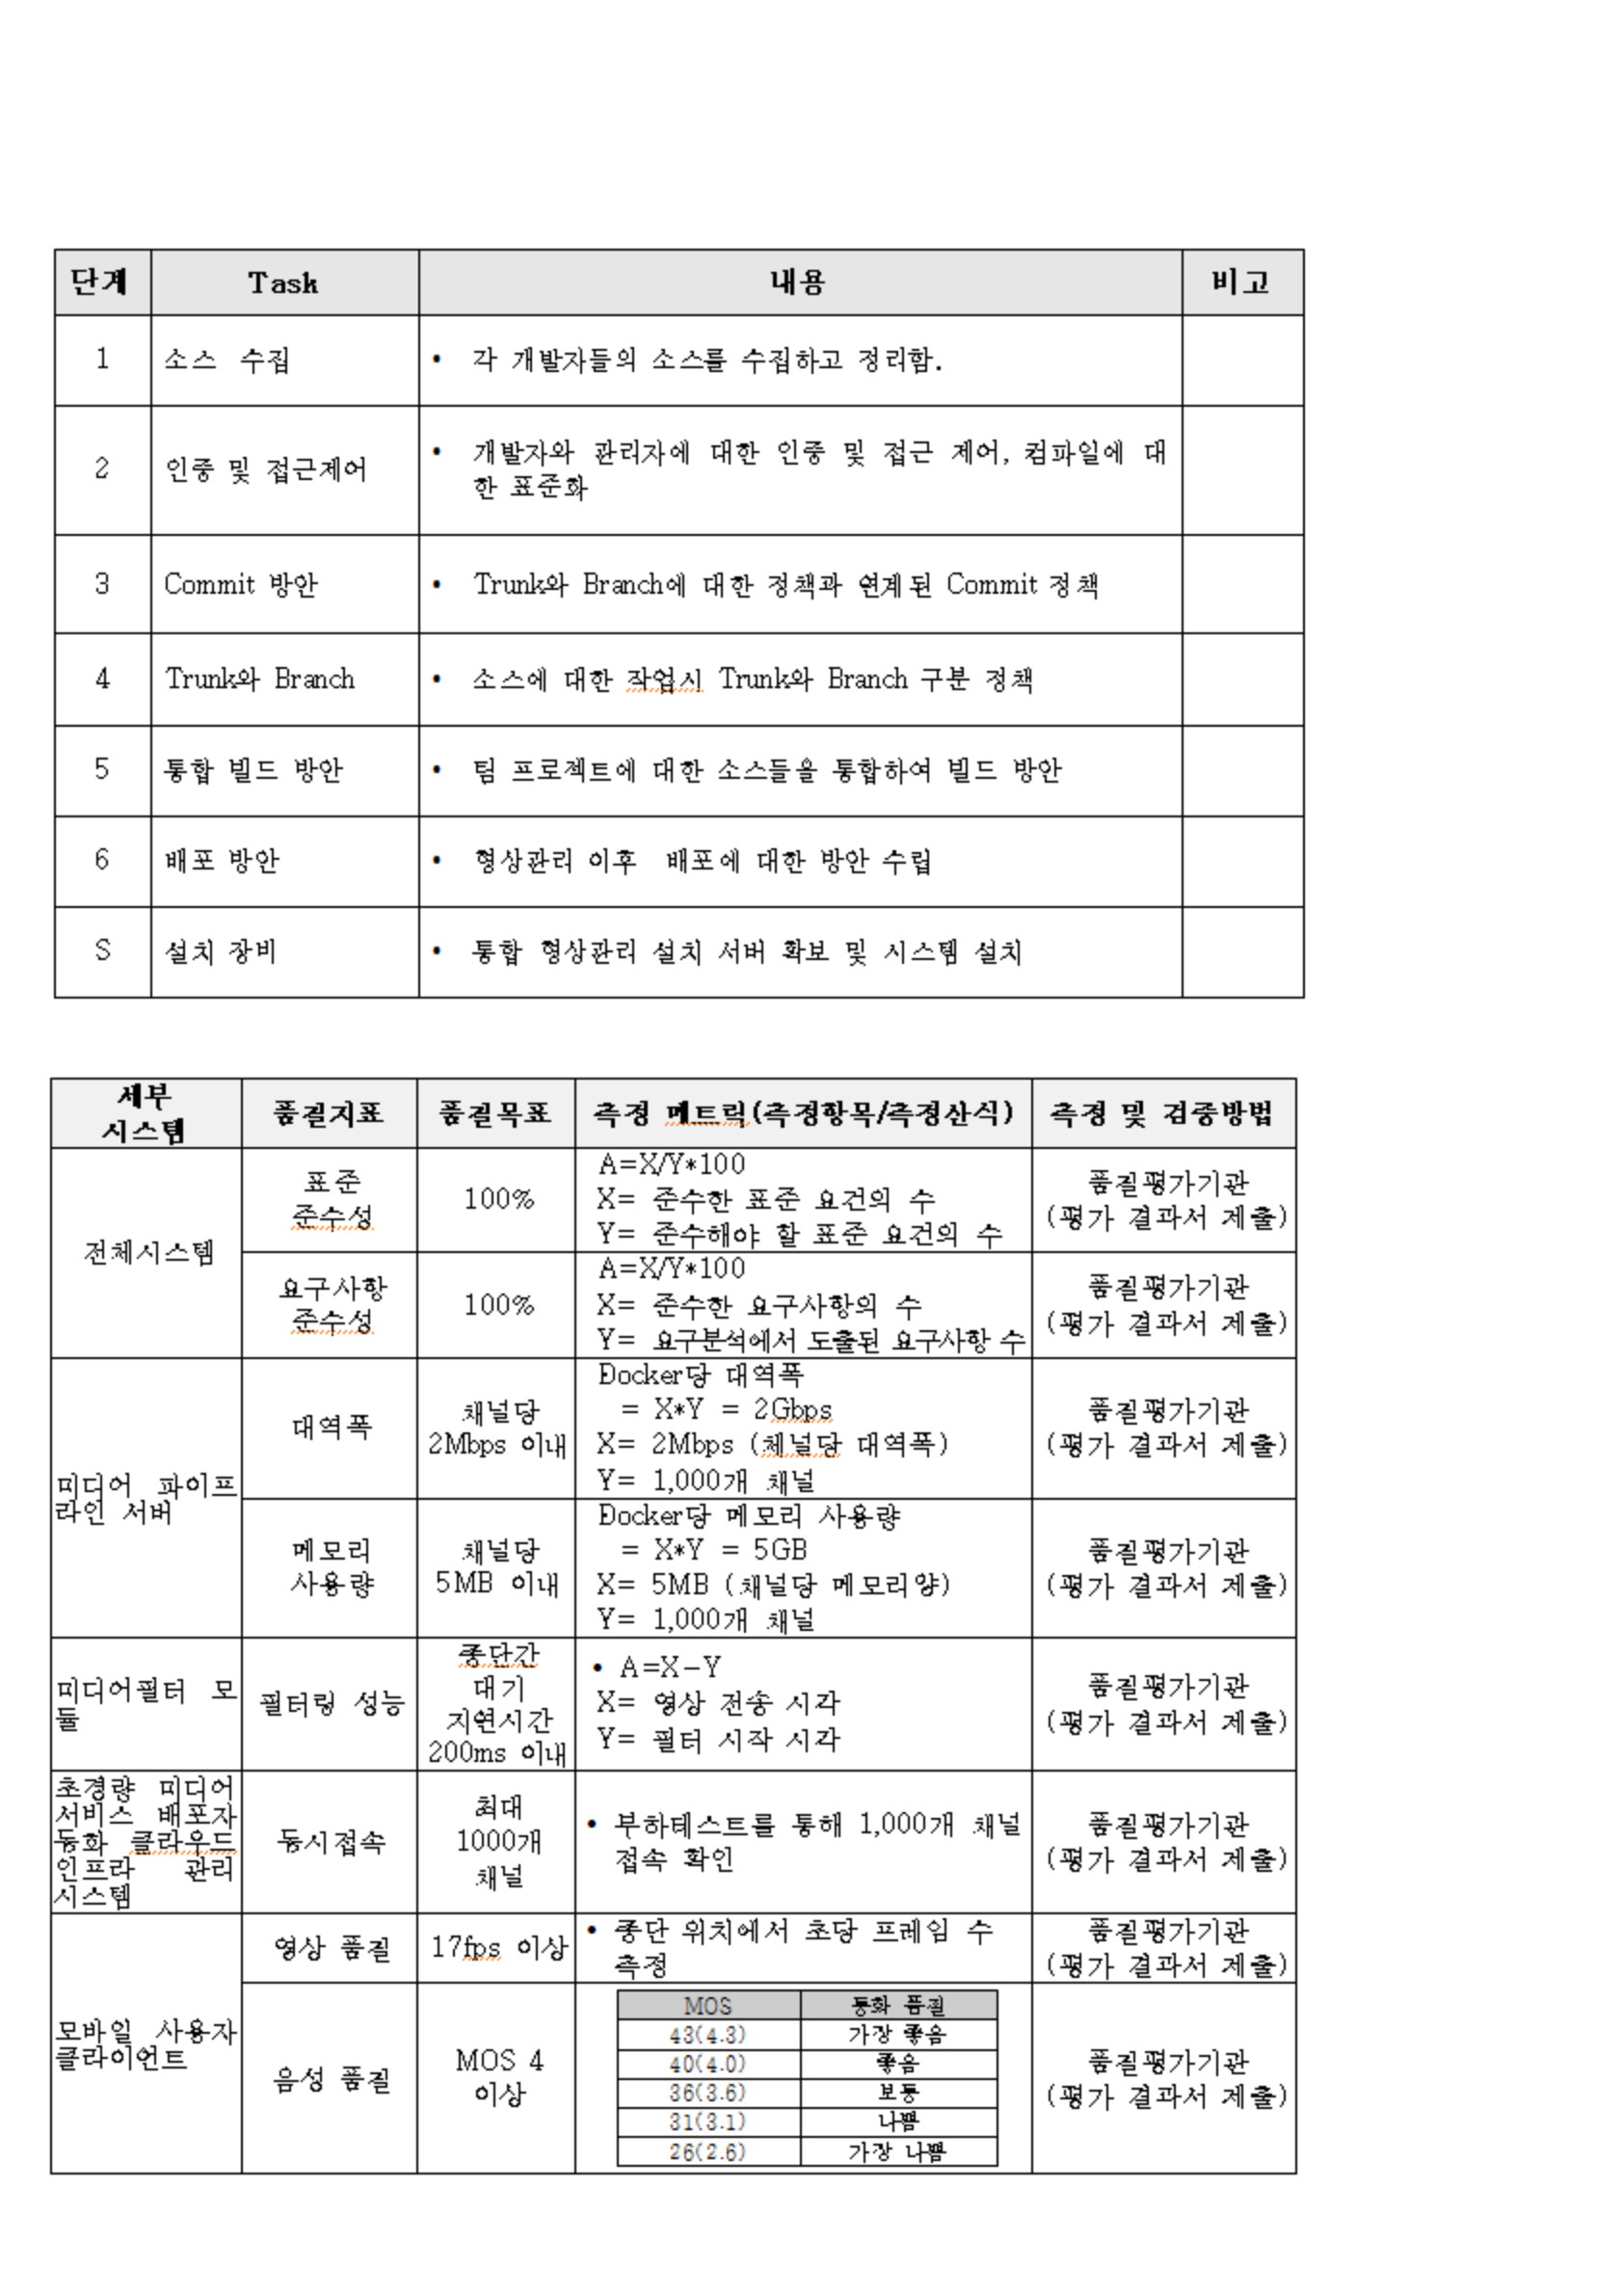 단계 Task 내용 비고
1 소스 수집 • 각 개발자들의 소스를 수집하고 정리함.
2 인증 및 접근제어 • 개발자와 관리자에 대한 인증 및 접근 제어, 컴파일에 대
한 표준화
3 Commit 방안 • Trunk와 Branch에 대한 정책과 연계된 Commit 정책
4 Trunk와 Branch • 소스에 대한 작업시 Trunk와 Branch 구분 정책
5 통합 빌드 방안 • 팀 프로젝트에 대한 소스들을 통합하여 빌드 방안
6 배포 방안 • 형상관리 이후 배포에 대한 방안 수립
S 설치 장비 • 통합 형상관리 설치 서버 확보 및 시스템 설치
세부
시스템
품질지표 품질목표 측정 메트릭(측정항목/측정산식) 측정 및 검증방법
전체시스템
표준
준수성
100%
A=X/Y*100
X= 준수한 표준 요건의 수
Y= 준수해야 할 표준 요건의 수
품질평가기관
(평가 결과서 제출)
요구사항
준수성
100%
A=X/Y*100
X= 준수한 요구사항의 수
Y= 요구분석에서 도출된 요구사항 수
품질평가기관
(평가 결과서 제출)
미디어 파이프
라인 서버
대역폭
채널당
2Mbps 이내
Docker당 대역폭
= X*Y = 2Gbps
X= 2Mbps (채널당 대역폭)
Y= 1,000개 채널
품질평가기관
(평가 결과서 제출)
메모리
사용량
채널당
5MB 이내
Docker당 메모리 사용량
= X*Y = 5GB
X= 5MB (채널당 메모리양)
Y= 1,000개 채널
품질평가기관
(평가 결과서 제출)
미디어필터 모
듈
필터링 성능
종단간
대기
지연시간
200ms 이내
• A=X-Y
X= 영상 전송 시각
Y= 필터 시작 시각
품질평가기관
(평가 결과서 제출)
초경량 미디어
서비스 배포자
동화 클라우드
인프라 관리
시스템
동시접속
최대
1000개
채널
• 부하테스트를 통해 1,000개 채널
접속 확인
품질평가기관
(평가 결과서 제출)
모바일 사용자
클라이언트
영상 품질
17fps 이상
• 종단 위치에서 초당 프레임 수
측정
품질평가기관
(평가 결과서 제출)
음성 품질
MOS 4
이상
MOS 통화 품질
43(4.3) 가장 좋음
40(4.0) 좋음
36(3.6) 보통
31(3.1) 나쁨
26(2.6) 가장 나쁨
품질평가기관
(평가 결과서 제출)